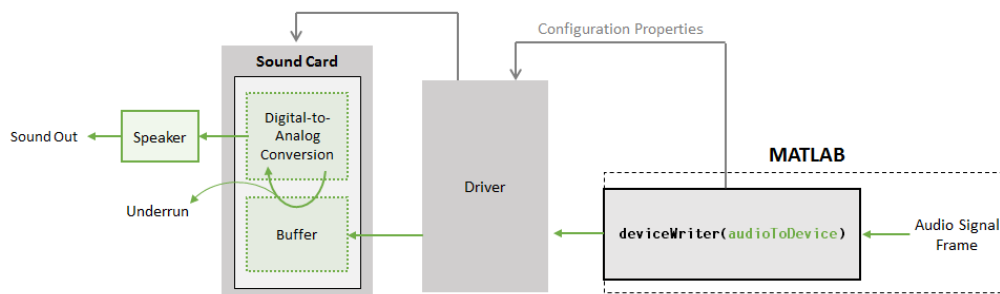 Configuration Properties
Sound Card
Digital-to-
Analog
Conversion
Sound Out
Speaker
MATLAB
Driver
Underrun
Buffer
deviceWriter(audioToDevice)
Audio Signal
Frame